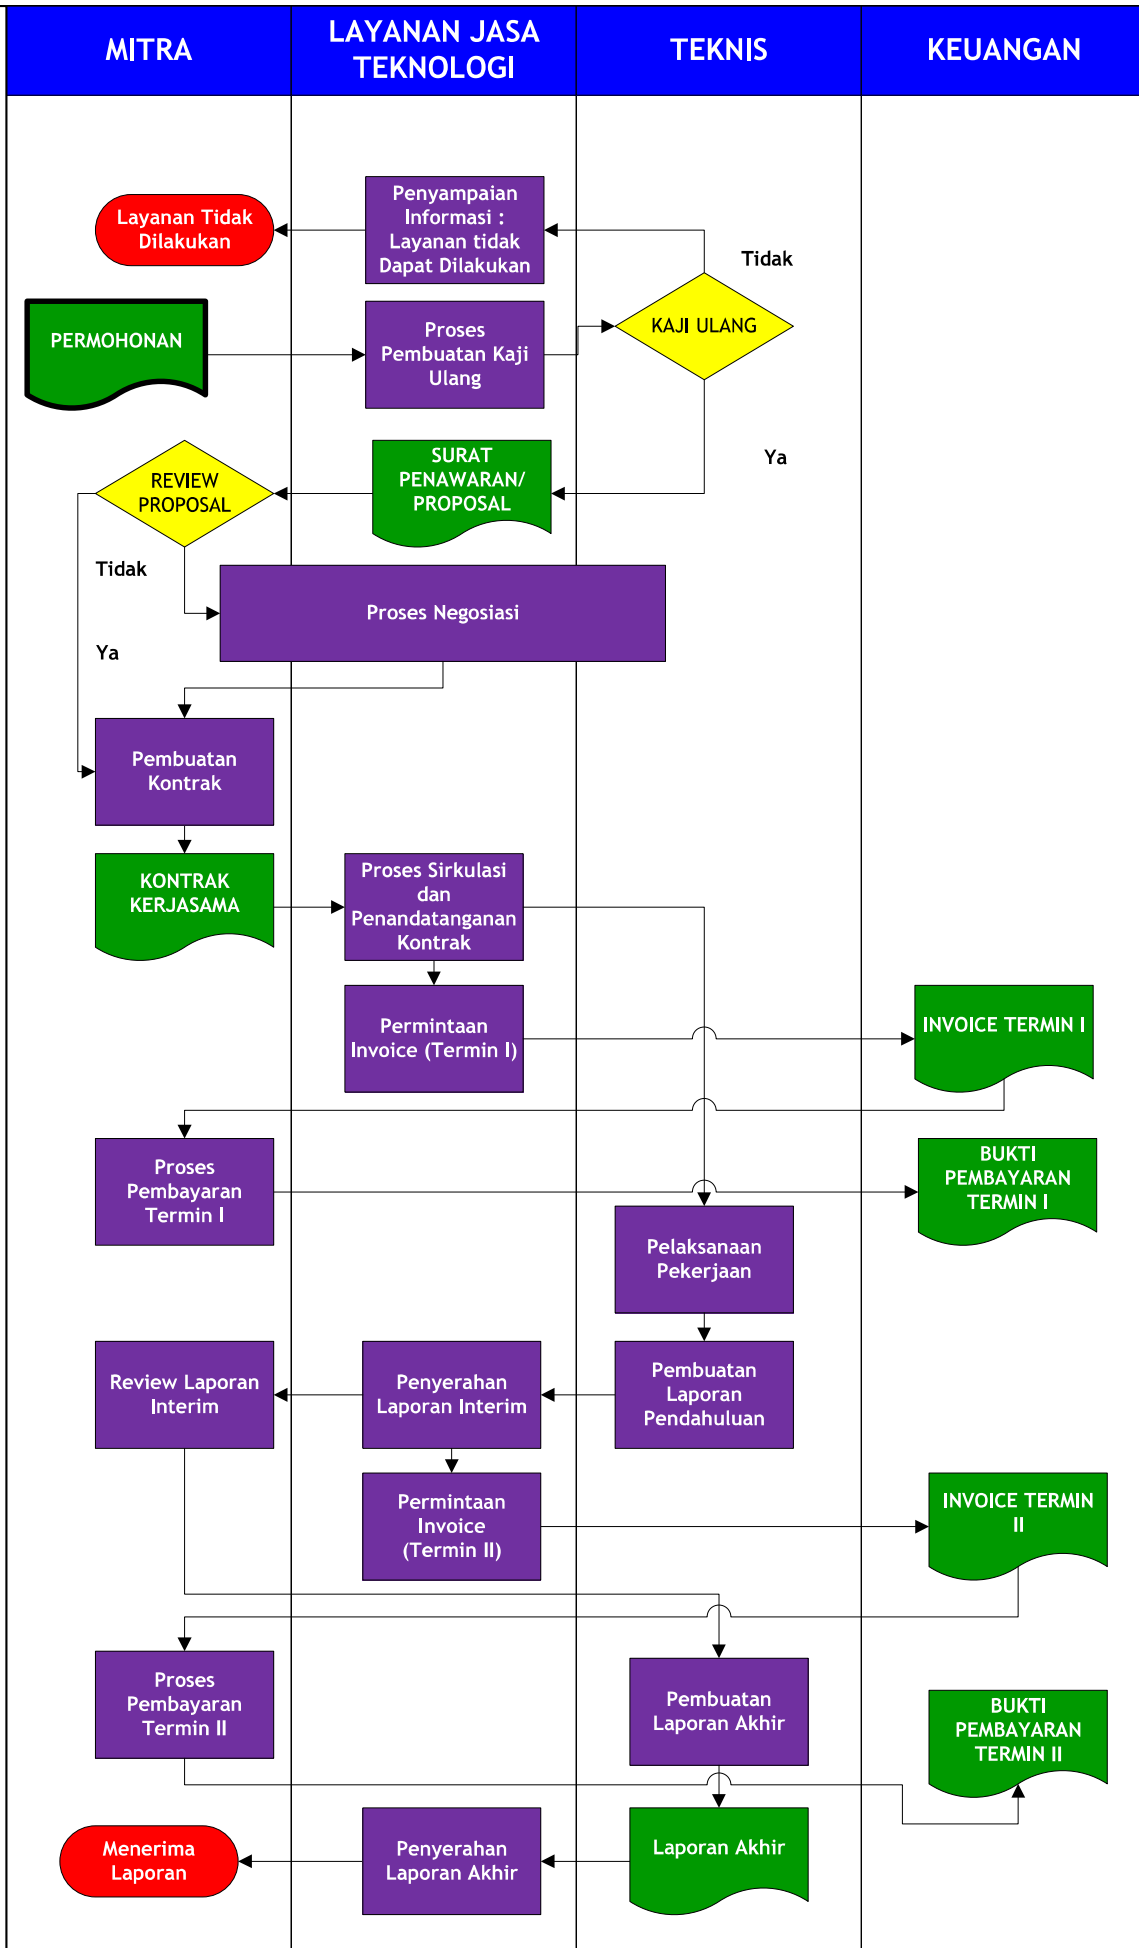 MITRA
LAYANAN JASA
TEKNOLOGI
TEKNIS
KEUANGAN
Penyampaian
Informasi :
Layanan tidak
Dapat Dilakukan
Layanan Tidak
Dilakukan
Tidak
PERMOHONAN
Proses
Pembuatan Kaji
Ulang
KAJI ULANG
Ya
SURAT
PENAWARAN/
PROPOSAL
REVIEW
PROPOSAL
Tidak
Proses Negosiasi
Ya
Pembuatan
Kontrak
KONTRAK
KERJASAMA
Proses Sirkulasi
dan
Penandatanganan
Kontrak
Permintaan
Invoice (Termin I)
INVOICE TERMIN I
Proses
Pembayaran
Termin I
BUKTI
PEMBAYARAN
TERMIN I
Pelaksanaan
Pekerjaan
Review Laporan
Interim
Penyerahan
Laporan Interim
Pembuatan
Laporan
Pendahuluan
Permintaan
Invoice
(Termin II)
INVOICE TERMIN
II
Proses
Pembayaran
Termin II
Pembuatan
Laporan Akhir
BUKTI
PEMBAYARAN
TERMIN II
Menerima
Laporan
Penyerahan
Laporan Akhir
Laporan Akhir